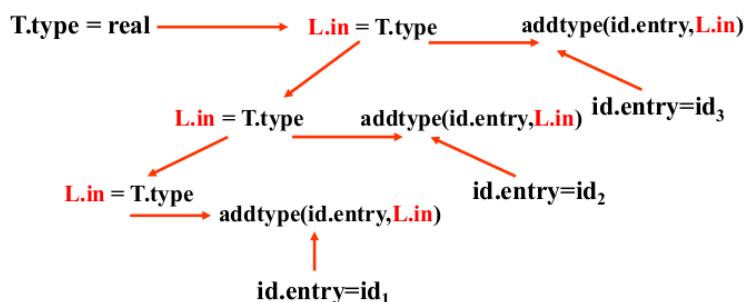 T.type = real
L.in = T.type
addtype(id.entry,L.in)
id.entry=id₃
L.in = T.type
addtype(id.entry,L.in)
id.entry=id₂
L.in = T.type
addtype(id.entry,L.in)
id.entry=id₁